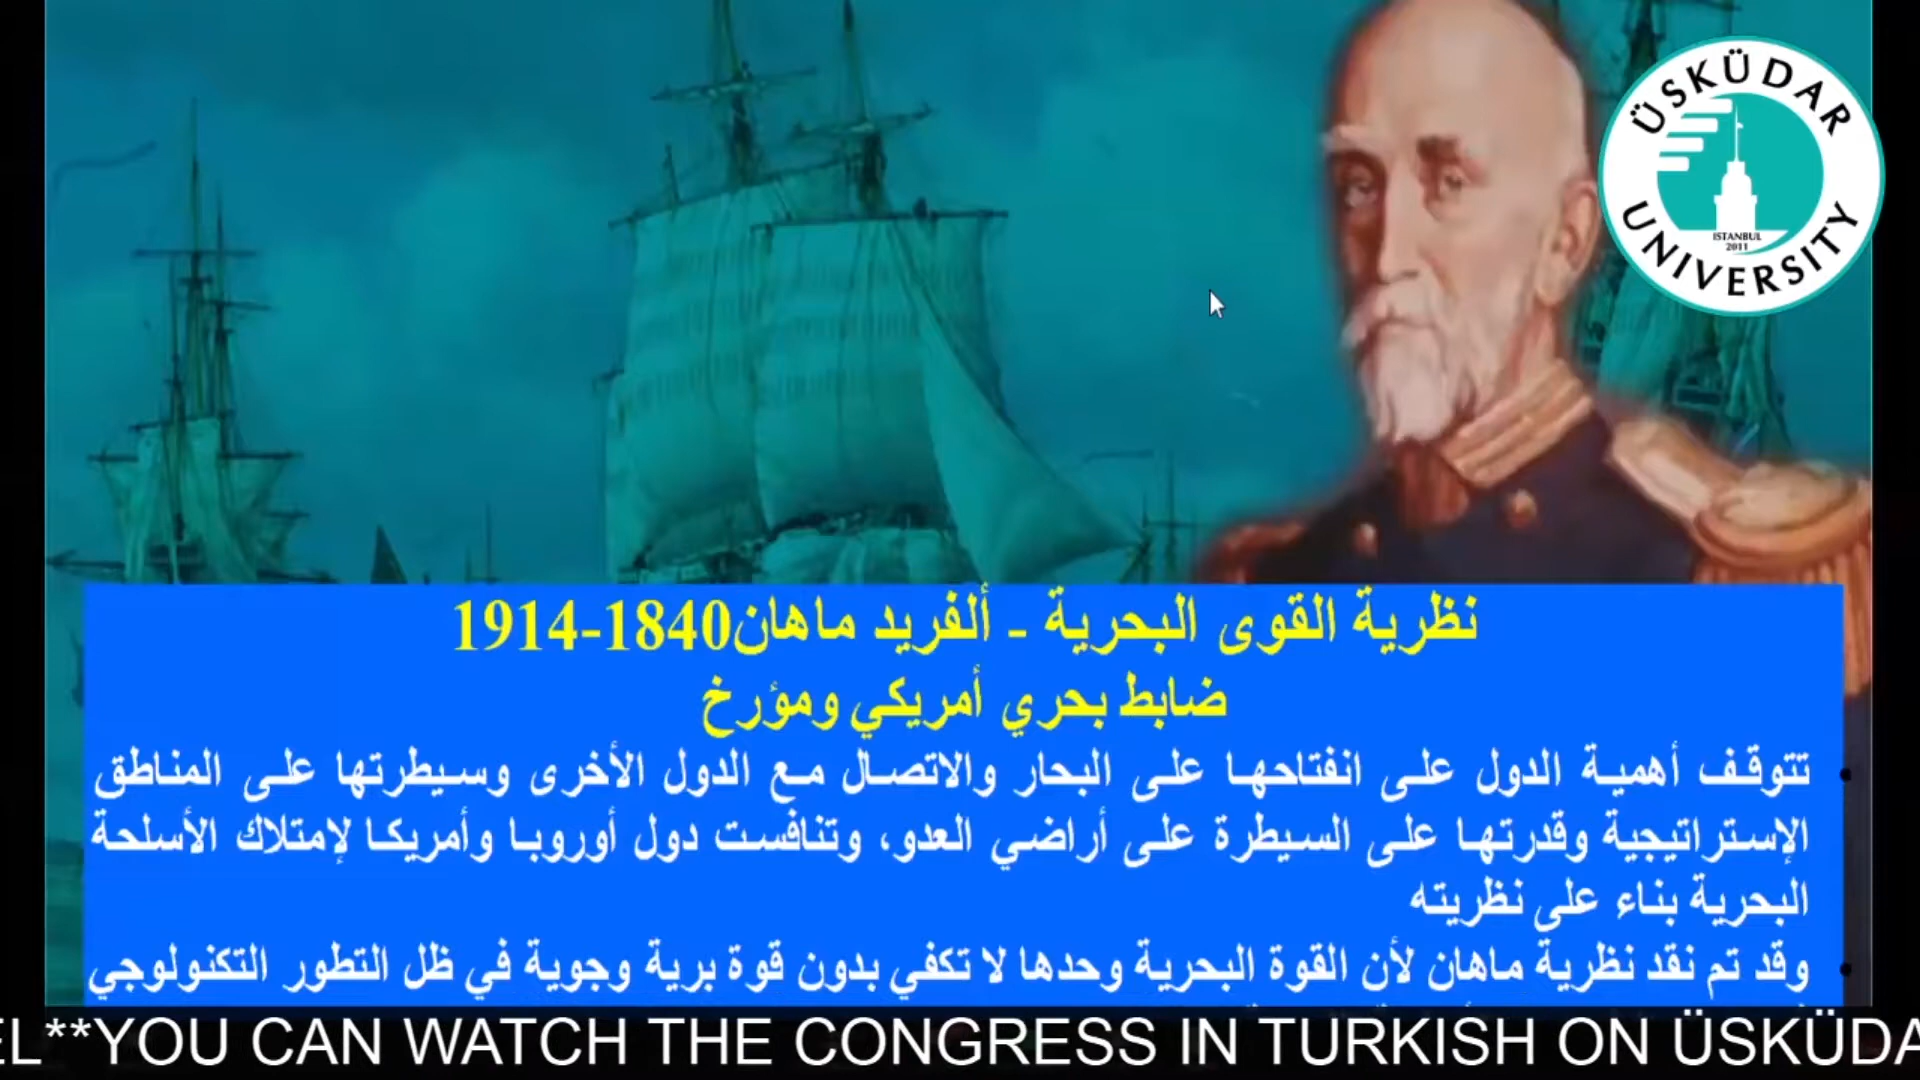 ÜSKÜDAR
UNIVERSITY
ISTANBUL
2011
نظرية القوى البحرية - ألفريد ماهان1840-1914
ضابط بحري أمريكي ومؤرخ
• تتوقف أهمية الدول على انفتاحها على البحار والاتصال مع الدول الأخرى وسيطرتها على المناطق
الإستراتيجية وقدرتها على السيطرة على أراضي العدو، وتنافست دول أوروبا وأمريكا لإمتلاك الأسلحة
البحرية بناء على نظريته
• وقد تم نقد نظرية ماهان لأن القوة البحرية وحدها لا تكفي بدون قوة برية وجوية في ظل التطور التكنولوجي
EL**YOU CAN WATCH THE CONGRESS IN TURKISH ON ÜSKÜDA